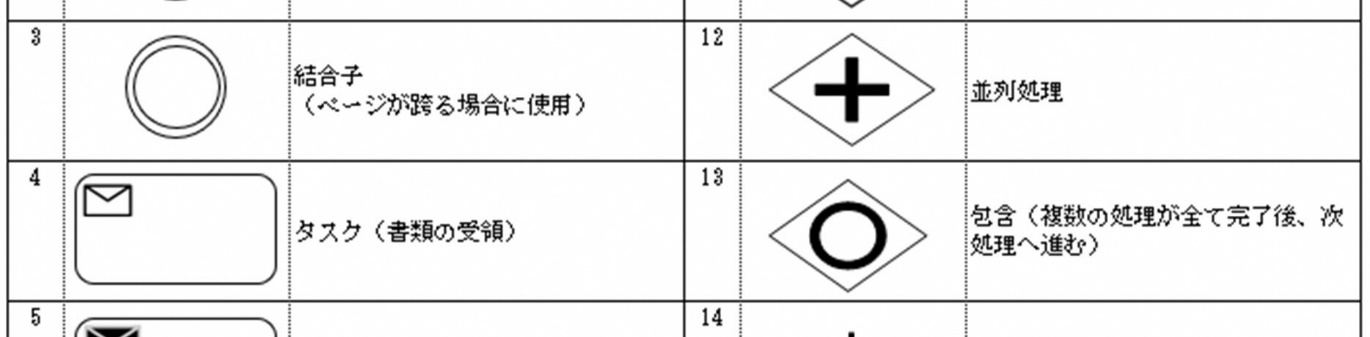 3
結合子
（ページが跨る場合に使用）
12
並列処理
4
タスク（書類の受領）
13
包含（複数の処理が全て完了後、次
処理へ進む）
5
14